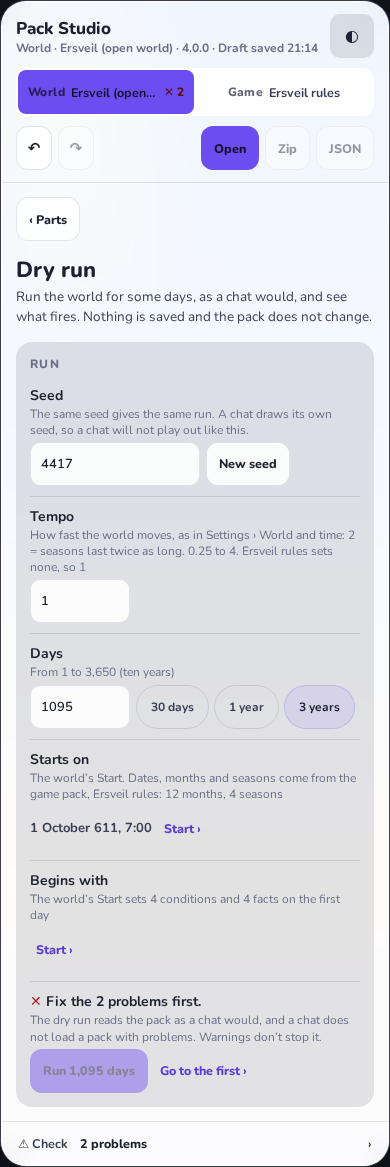 Pack Studio
World · Ersveil (open world) · 4.0.0 · Draft saved 21:14
World Ersveil (open… × 2 Game Ersveil rules
Open Zip JSON
‹ Parts
Dry run
Run the world for some days, as a chat would, and see
what fires. Nothing is saved and the pack does not change.
RUN
Seed
The same seed gives the same run. A chat draws its own
seed, so a chat will not play out like this.
4417 New seed
Tempo
How fast the world moves, as in Settings › World and time: 2
= seasons last twice as long. 0.25 to 4. Ersveil rules sets
none, so 1
1
Days
From 1 to 3,650 (ten years)
1095 30 days 1 year 3 years
Starts on
The world’s Start. Dates, months and seasons come from the
game pack, Ersveil rules: 12 months, 4 seasons
1 October 611, 7:00 Start ›
Begins with
The world’s Start sets 4 conditions and 4 facts on the first
day
Start ›
× Fix the 2 problems first.
The dry run reads the pack as a chat would, and a chat does
not load a pack with problems. Warnings don’t stop it.
Run 1,095 days Go to the first ›
⚠ Check 2 problems ›